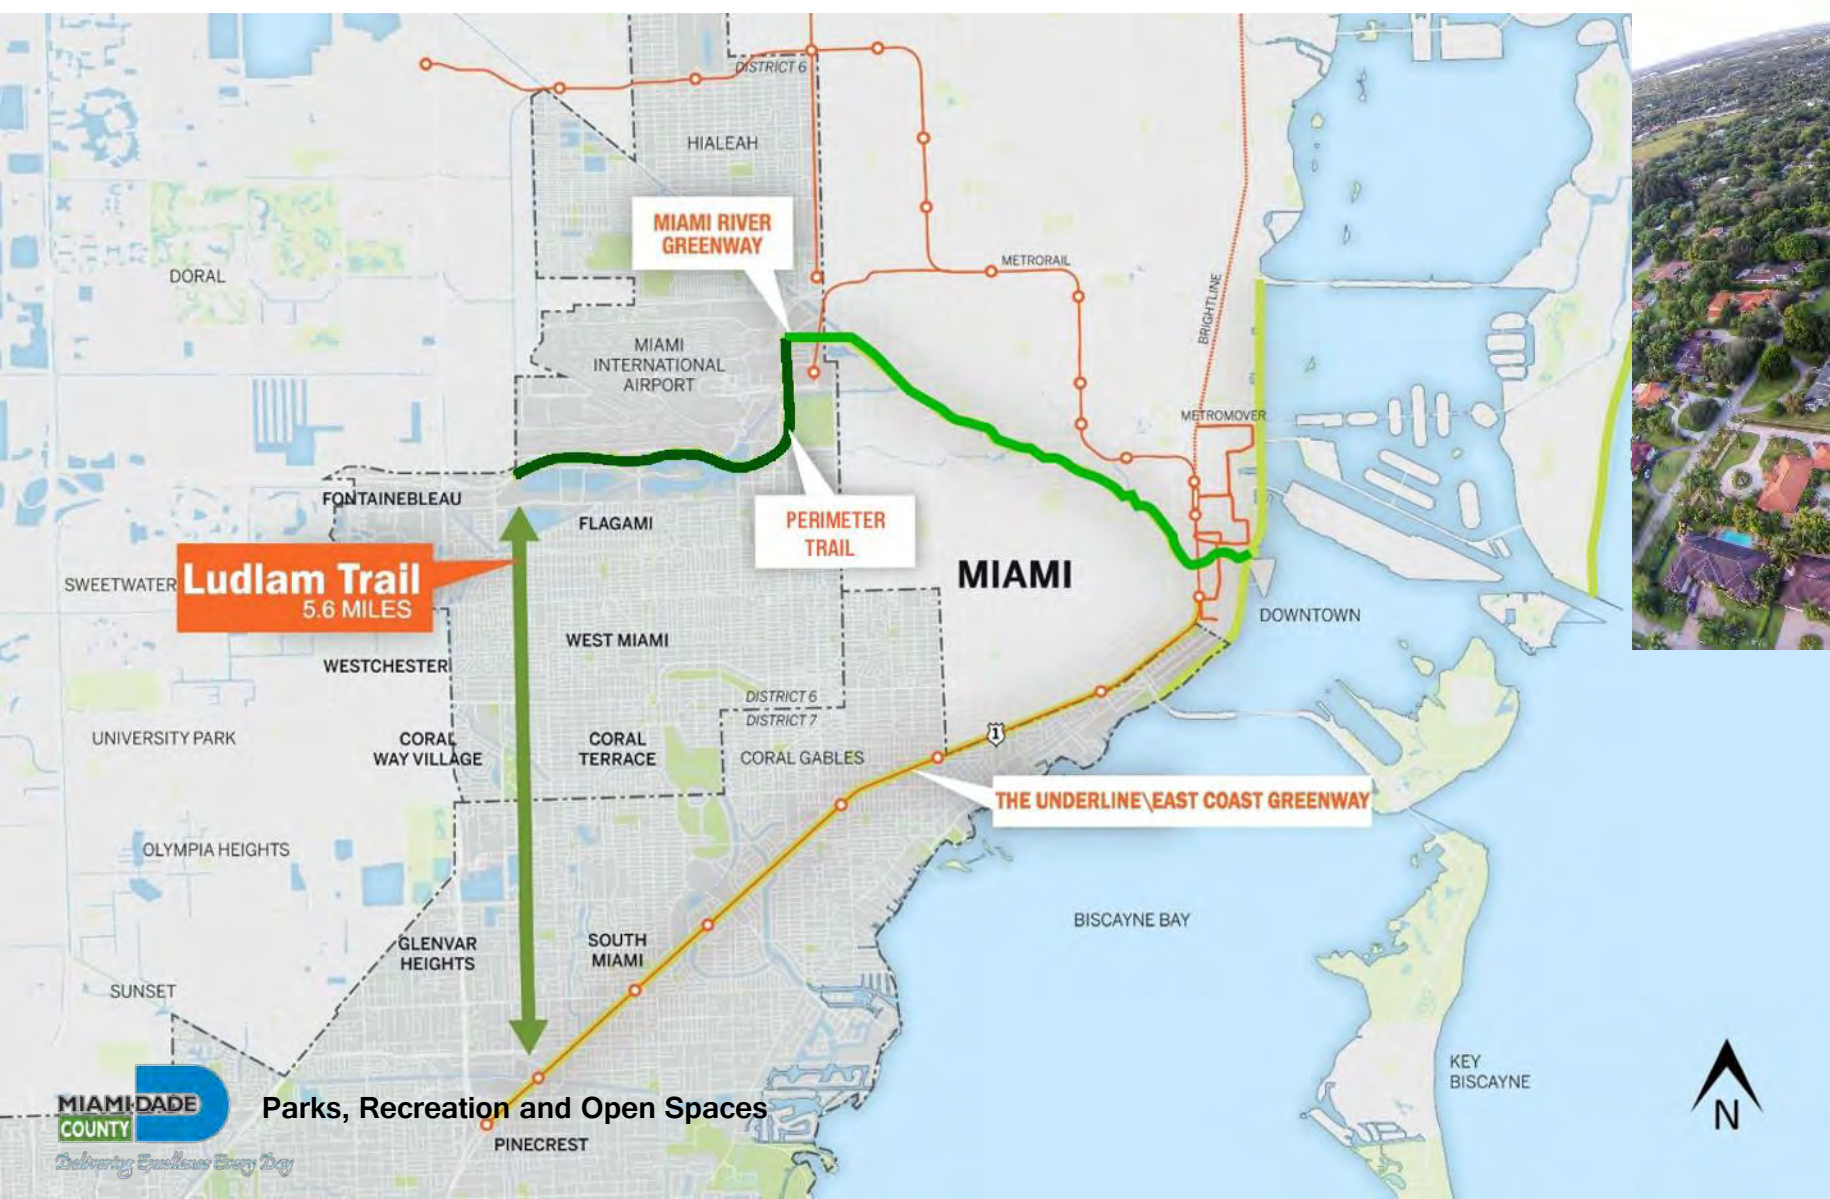 DISTRICT 6
HIALEAH
MIAMI RIVER
GREENWAY
METRORAIL
DORAL
BRIGHTLINE
MIAMI
INTERNATIONAL
AIRPORT
METROMOVER
FONTAINEBLEAU
FLAGAMI
PERIMETER
TRAIL
MIAMI
SWEETWATER
Ludlam Trail
5.6 MILES
DOWNTOWN
WEST MIAMI
WESTCHESTER
DISTRICT 6
DISTRICT 7
UNIVERSITY PARK
CORAL
WAY VILLAGE
CORAL
TERRACE
CORAL GABLES
1
THE UNDERLINE\EAST COAST GREENWAY
OLYMPIA HEIGHTS
BISCAYNE BAY
GLENVAR
HEIGHTS
SOUTH
MIAMI
SUNSET
KEY
BISCAYNE
MIAMI-DADE
COUNTY
Delivering Excellence Every Day
Parks, Recreation and Open Spaces
PINECREST
N